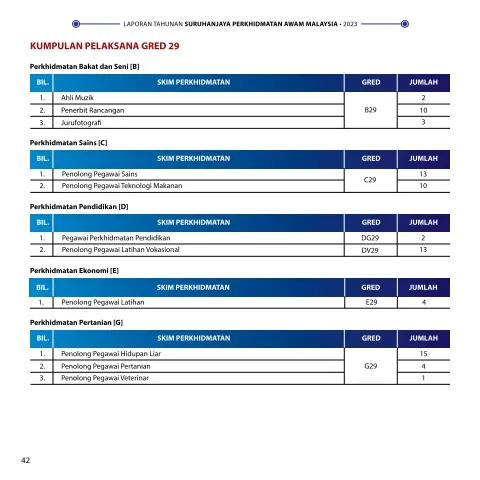 LAPORAN TAHUNAN SURUHANJAYA PERKHIDMATAN AWAM MALAYSIA • 2023
KUMPULAN PELAKSANA GRED 29
Perkhidmatan Bakat dan Seni [B]
BIL. SKIM PERKHIDMATAN GRED JUMLAH
1. Ahli Muzik 2
2. Penerbit Rancangan B29 10
3. Jurufotografi 3
Perkhidmatan Sains [C]
BIL. SKIM PERKHIDMATAN GRED JUMLAH
1. Penolong Pegawai Sains C29 13
2. Penolong Pegawai Teknologi Makanan 10
Perkhidmatan Pendidikan [D]
BIL. SKIM PERKHIDMATAN GRED JUMLAH
1. Pegawai Perkhidmatan Pendidikan DG29 2
2. Penolong Pegawai Latihan Vokasional DV29 13
Perkhidmatan Ekonomi [E]
BIL. SKIM PERKHIDMATAN GRED JUMLAH
1. Penolong Pegawai Latihan E29 4
Perkhidmatan Pertanian [G]
BIL. SKIM PERKHIDMATAN GRED JUMLAH
1. Penolong Pegawai Hidupan Liar 15
2. Penolong Pegawai Pertanian G29 4
3. Penolong Pegawai Veterinar 1
42